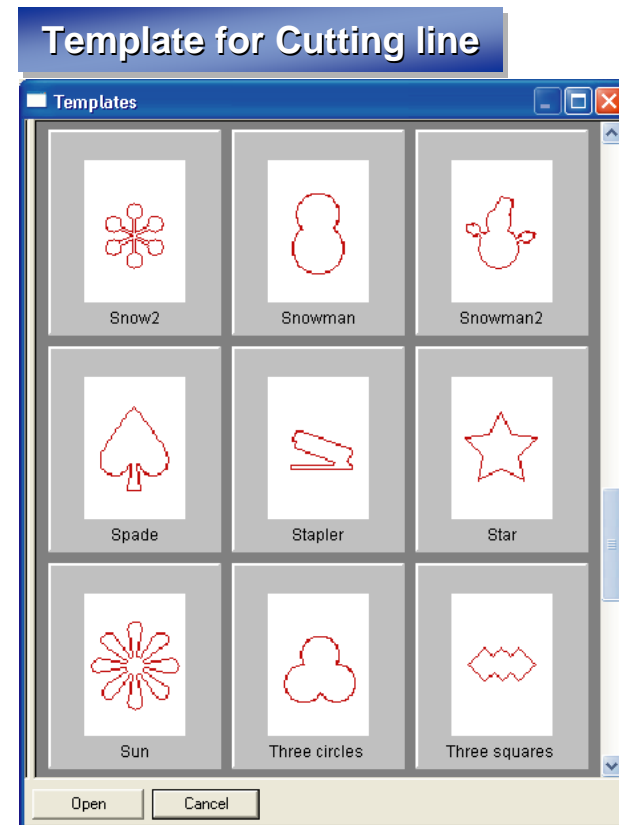 Template for Cutting line
Templates
Snow2 Snowman Snowman2
Spade Stapler Star
Sun Three circles Three squares
Open Cancel